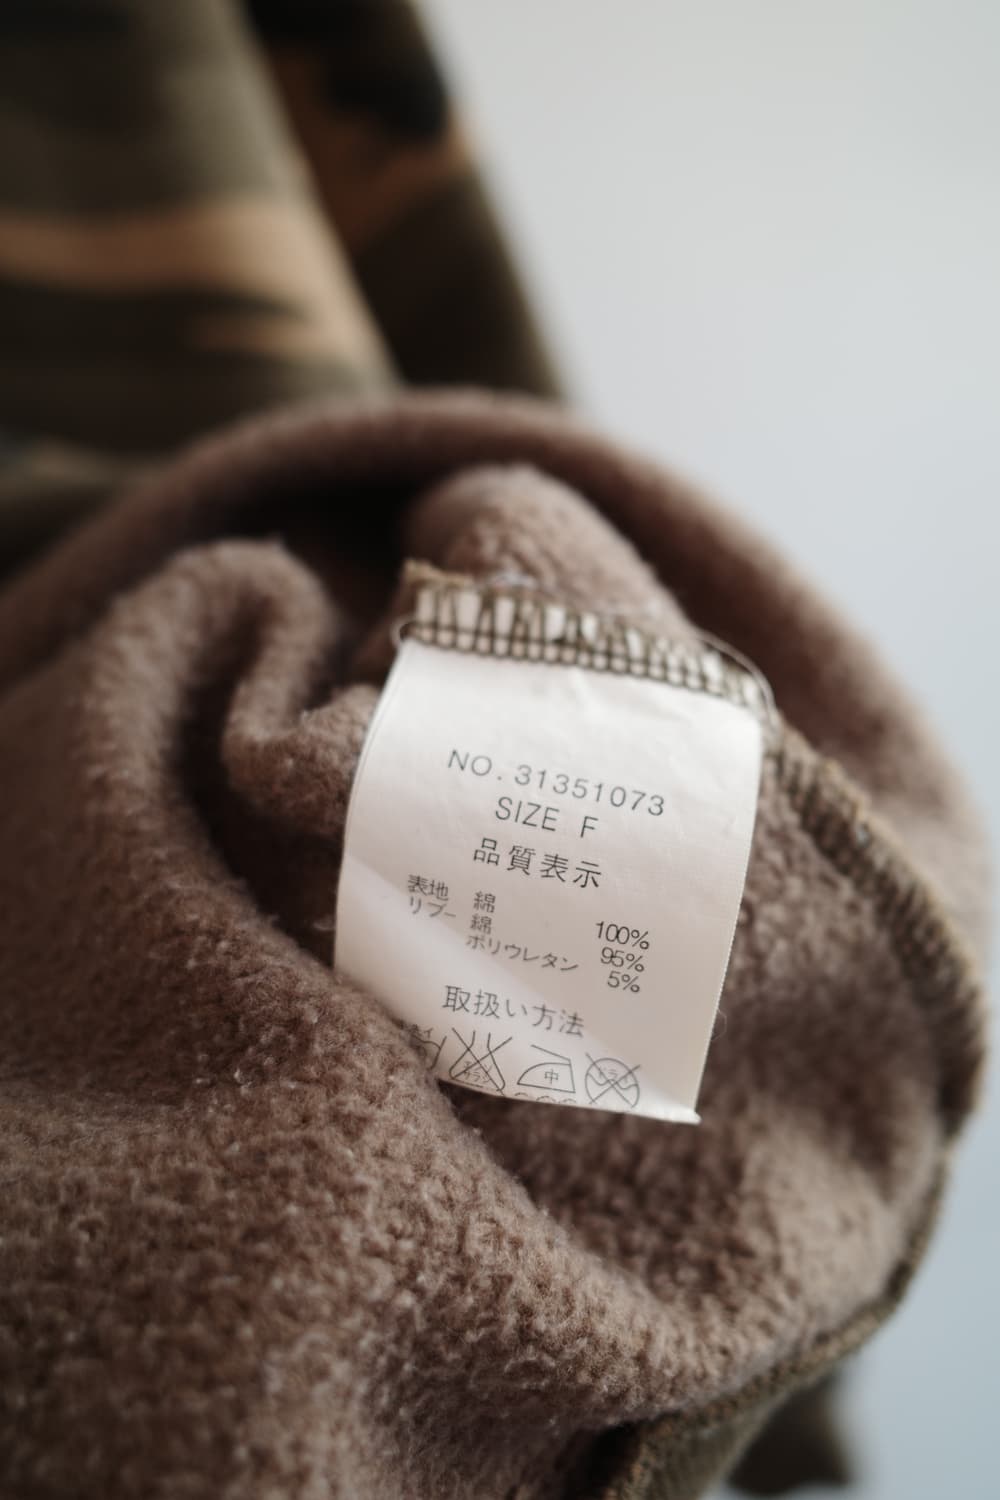 NO. 31351073
SIZE F
品質表示
表地 綿 100%
リブー 綿 95%
ポリウレタン 5%
取扱い方法
中